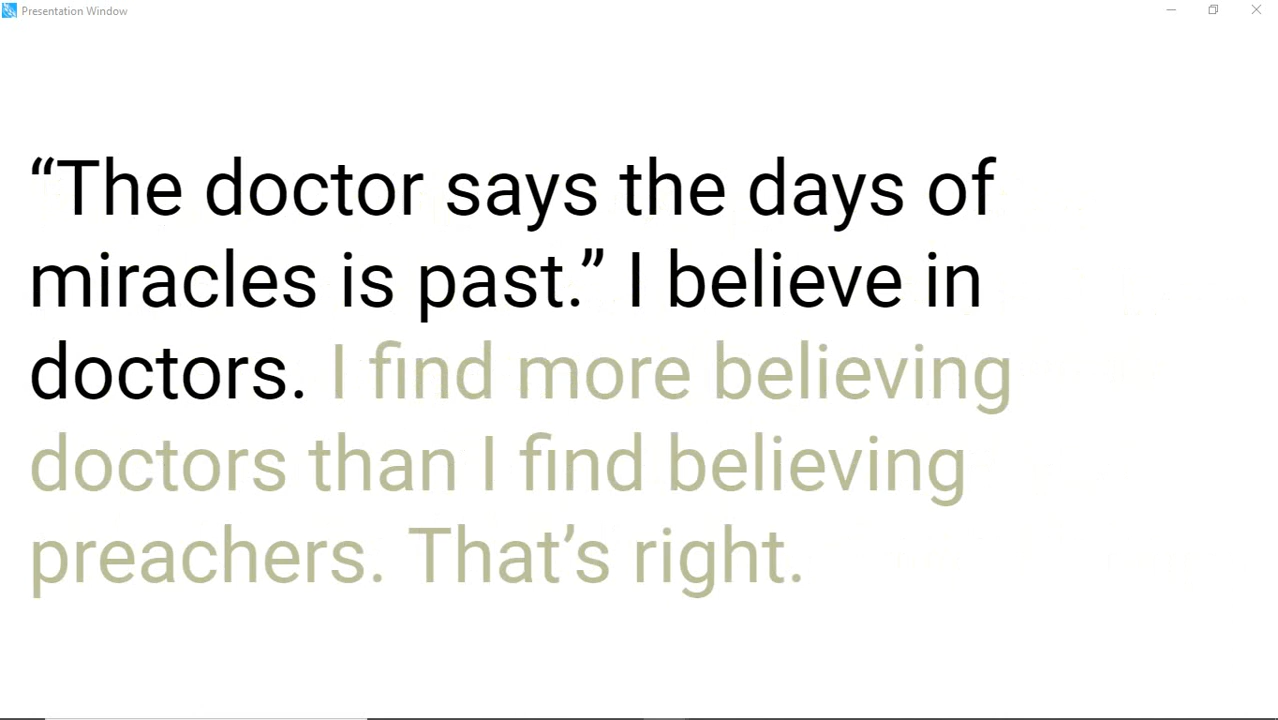 Presentation Window
“The doctor says the days of
miracles is past.” I believe in
doctors. I find more believing
doctors than I find believing
preachers. That’s right.